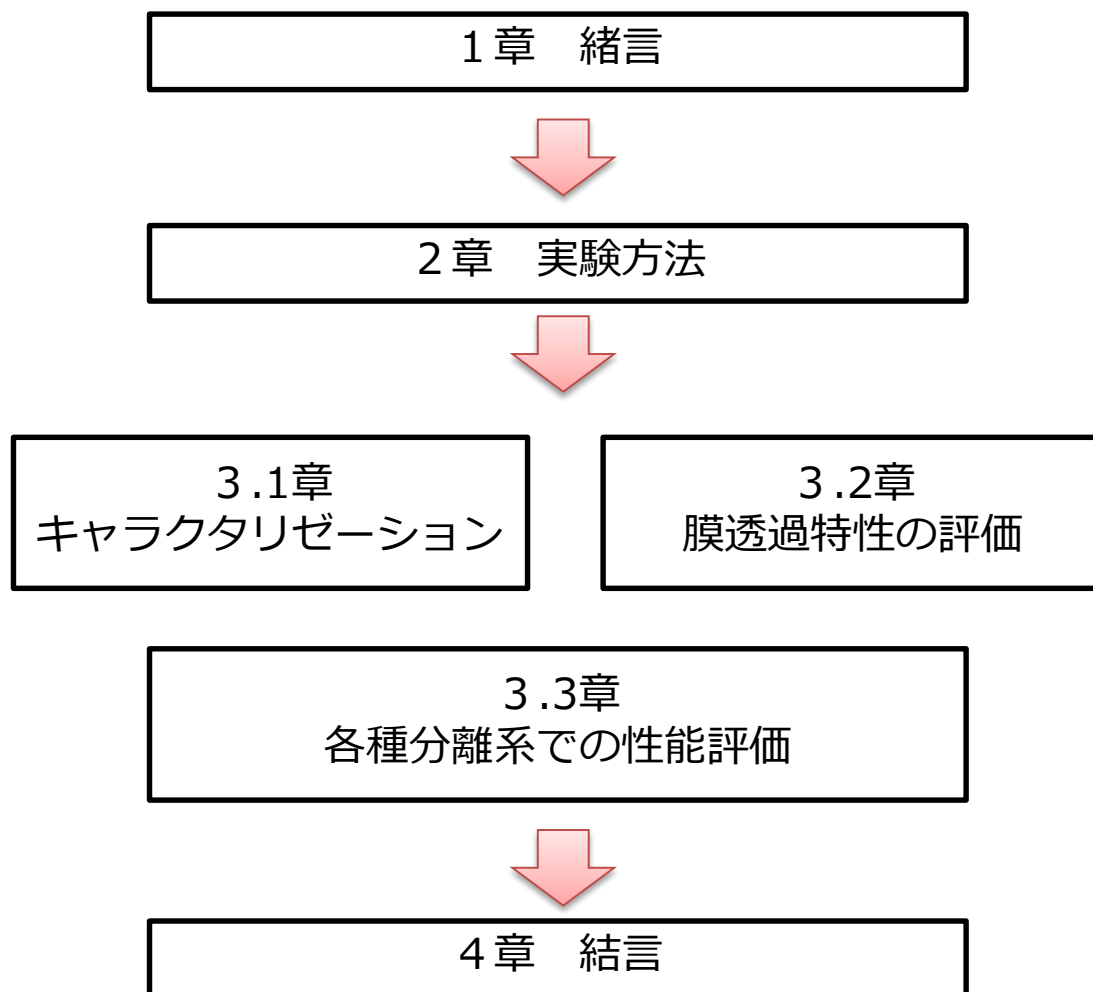 １章　緒言
２章　実験方法
３.1章
キャラクタリゼーション
３.2章
膜透過特性の評価
３.3章
各種分離系での性能評価
４章　結言